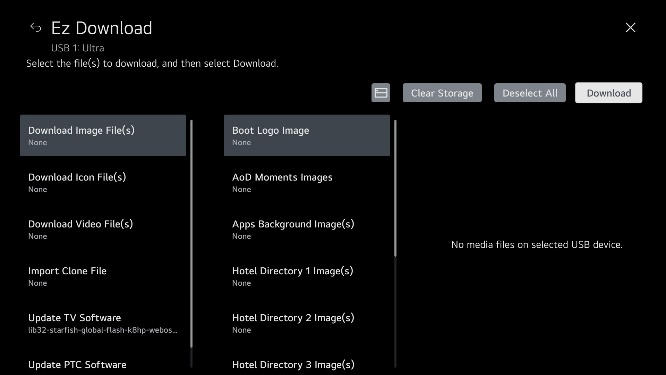 Ez Download
USB 1: Ultra
Select the file(s) to download, and then select Download.
Clear Storage
Deselect All
Download
Download Image File(s)
None
Download Icon File(s)
None
Download Video File(s)
None
Import Clone File
None
Update TV Software
lib32-starfish-global-flash-k8hp-webos...
Update PTC Software
Boot Logo Image
None
AoD Moments Images
None
Apps Background Image(s)
None
Hotel Directory 1 Image(s)
None
Hotel Directory 2 Image(s)
None
Hotel Directory 3 Image(s)
No media files on selected USB device.